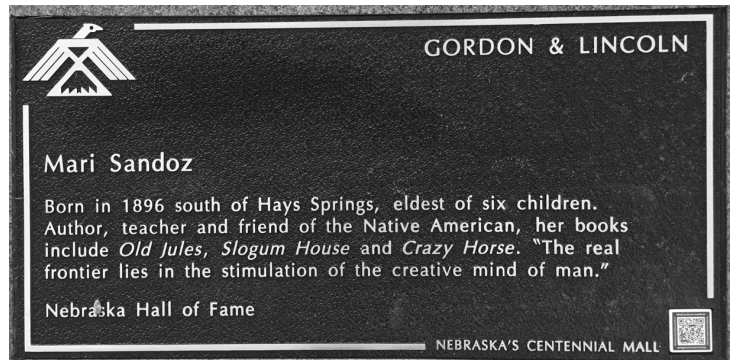 GORDON & LINCOLN
Mari Sandoz
Born in 1896 south of Hays Springs, eldest of six children.
Author, teacher and friend of the Native American, her books
include Old Jules, Slogum House and Crazy Horse. “The real
frontier lies in the stimulation of the creative mind of man.”
Nebraska Hall of Fame
NEBRASKA'S CENTENNIAL MALL